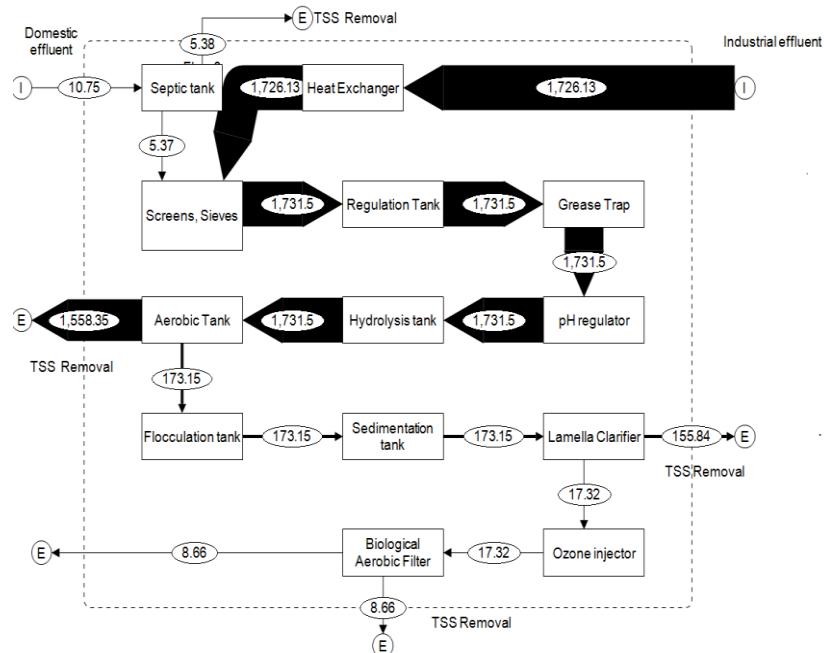 E TSS Removal
Domestic
effluent
5.38
Industrial effluent
I
10.75
Septic tank
1,726.13
Heat Exchanger
1,726.13
I
5.37
Screens, Sieves
1,731.5
Regulation Tank
1,731.5
Grease Trap
1,731.5
E
1,558.35
Aerobic Tank
1,731.5
Hydrolysis tank
1,731.5
pH regulator
TSS Removal
173.15
Flocculation tank
173.15
Sedimentation
tank
173.15
Lamella Clarifier
155.84
E
TSS Removal
17.32
E
8.66
Biological
Aerobic Filter
17.32
Ozone injector
8.66
TSS Removal
E